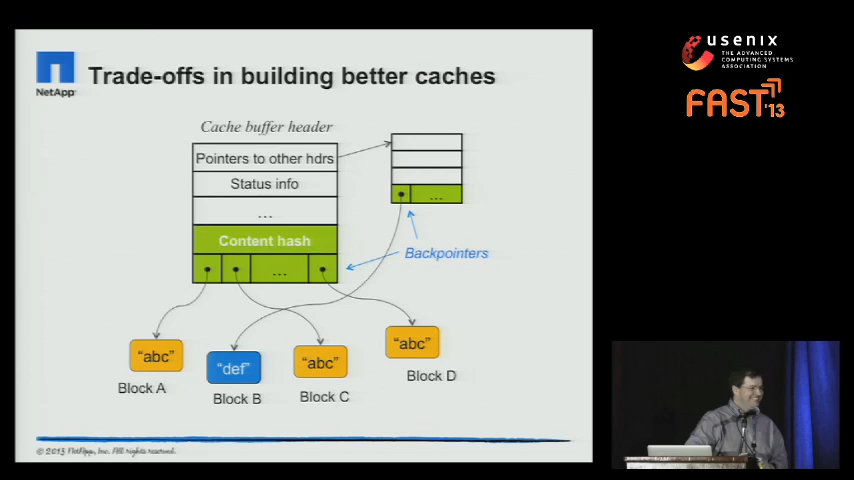 NetApp
Trade-offs in building better caches
Cache buffer header
Pointers to other hdrs
Status info
...
Content hash
...
...
Backpointers
"abc"
"def"
"abc"
"abc"
Block A
Block B
Block C
Block D
© 2013 NetApp, Inc. All rights reserved.
usenix
THE ADVANCED
COMPUTING SYSTEMS
ASSOCIATION
FAST '13